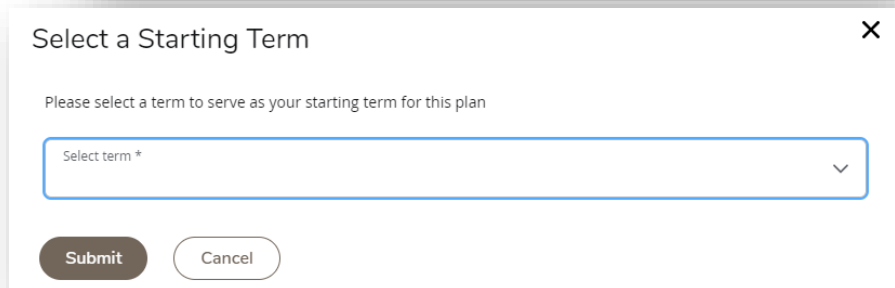 Select a Starting Term
Please select a term to serve as your starting term for this plan
Select term *
Submit Cancel